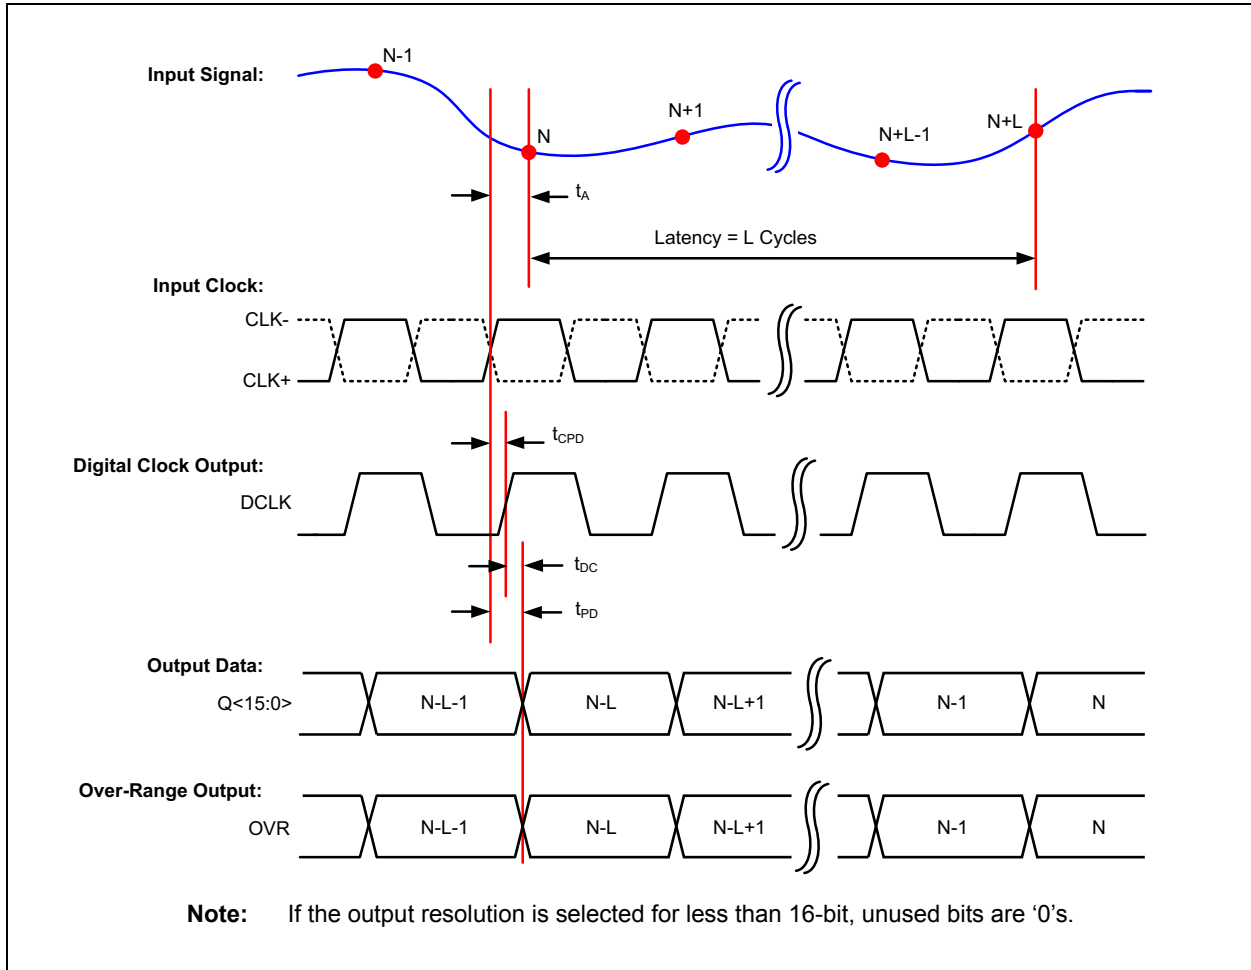 N-1
Input Signal:
N+1
N+L
N
N+L-1
tA
Latency = L Cycles
Input Clock:
CLK-
CLK+
tCPD
Digital Clock Output:
DCLK
tDC
tPD
Output Data:
Q<15:0>
N-L-1
N-L
N-L+1
N-1
N
Over-Range Output:
OVR
N-L-1
N-L
N-L+1
N-1
N
Note: If the output resolution is selected for less than 16-bit, unused bits are ‘0’s.